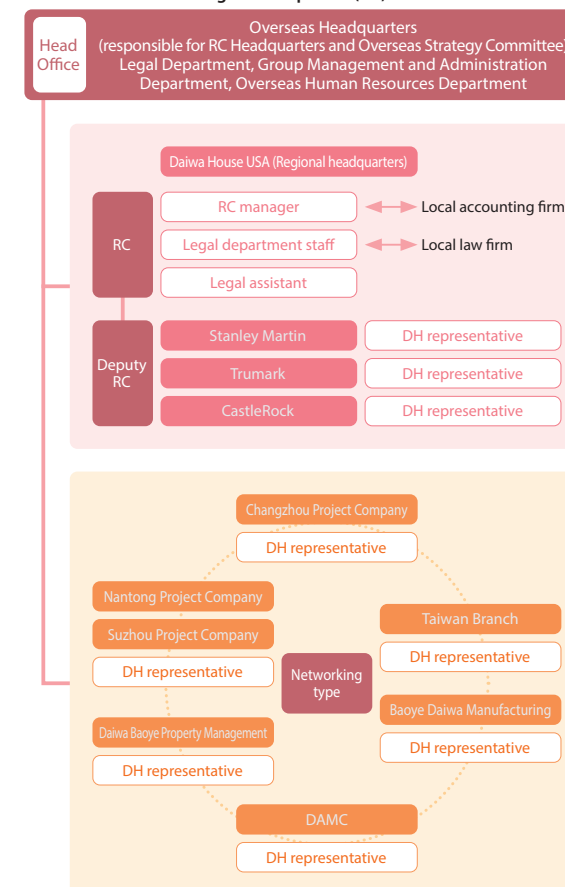 Head
Office
Overseas Headquarters
(responsible for RC Headquarters and Overseas Strategy Committee)
Legal Department, Group Management and Administration
Department, Overseas Human Resources Department
Daiwa House USA (Regional headquarters)
RC
RC manager
Local accounting firm
Legal department staff
Local law firm
Legal assistant
Deputy
RC
Stanley Martin
DH representative
Trumark
DH representative
CastleRock
DH representative
Changzhou Project Company
DH representative
Nantong Project Company
Suzhou Project Company
DH representative
Taiwan Branch
DH representative
Networking
type
Daiwa Baoye Property Management
DH representative
Baoye Daiwa Manufacturing
DH representative
DAMC
DH representative